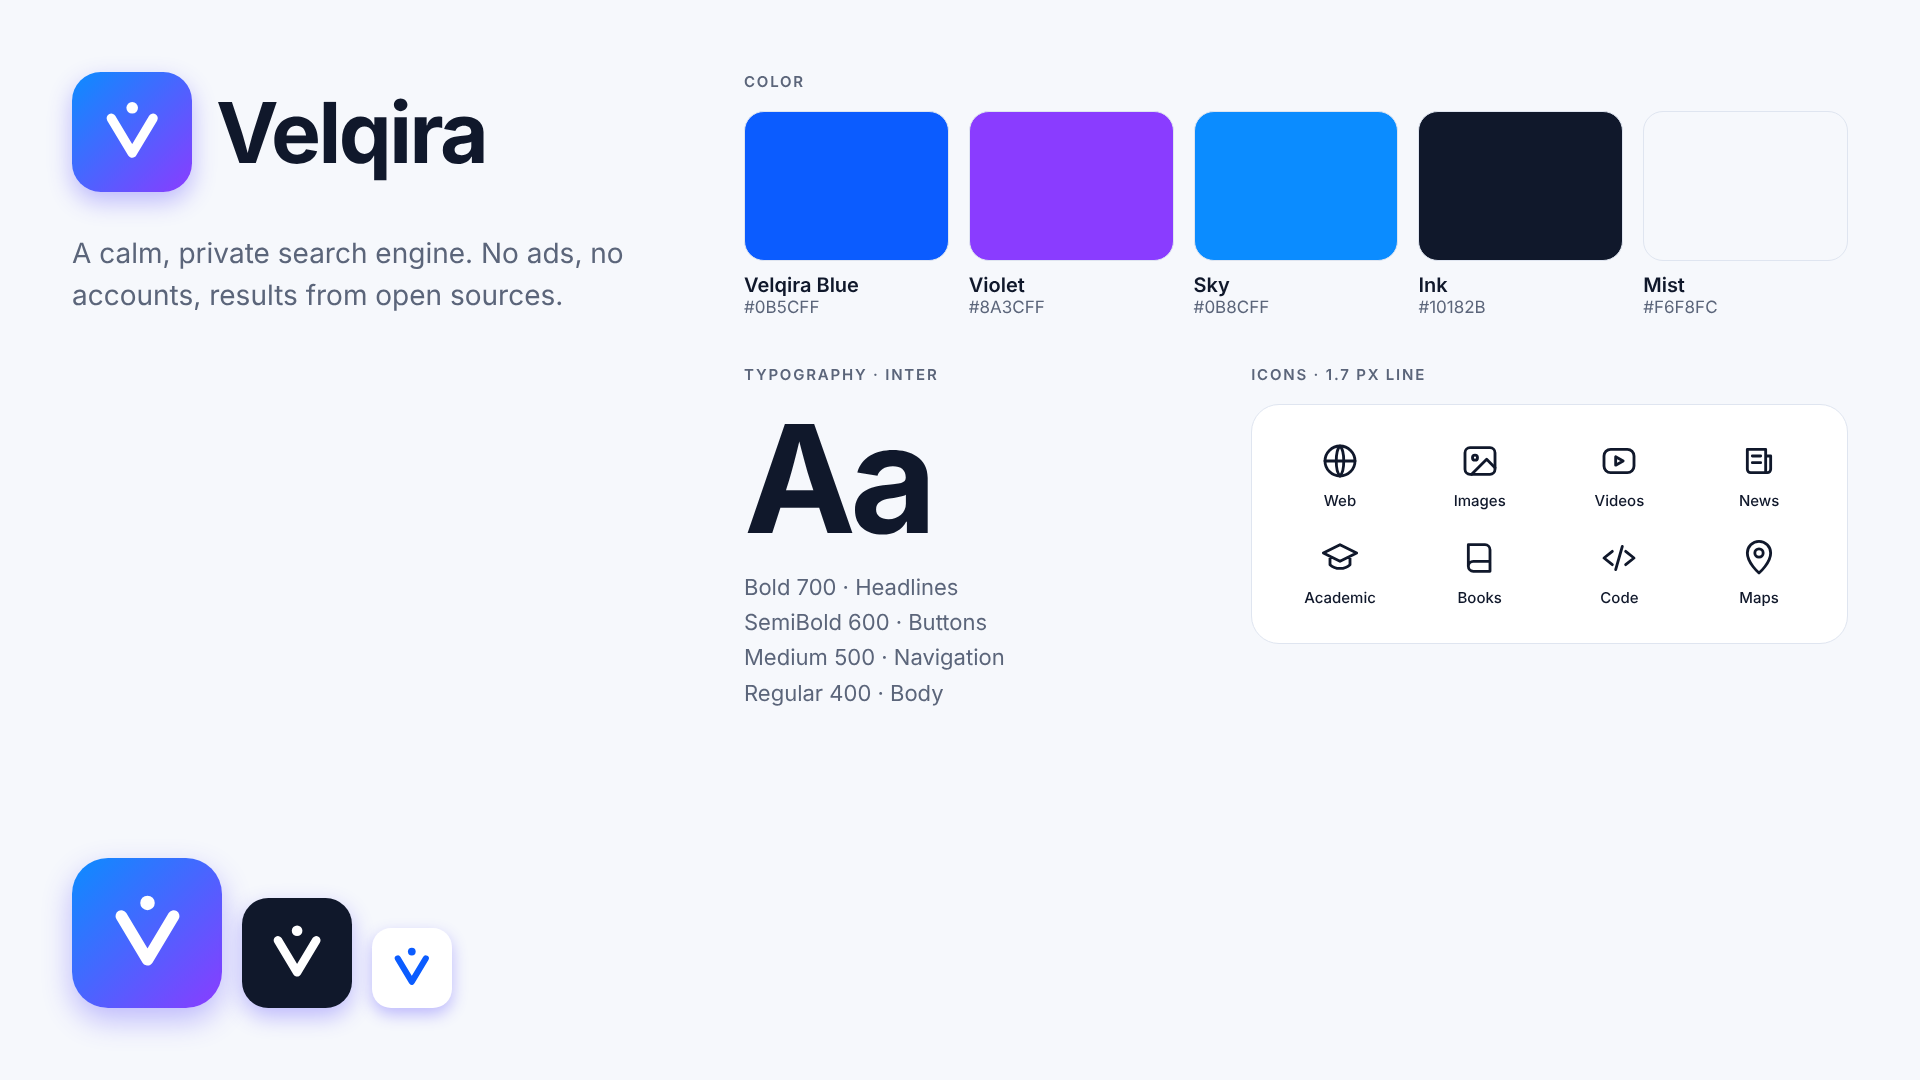 Velqira
A calm, private search engine. No ads, no
accounts, results from open sources.
COLOR
Velqira Blue
#0B5CFF
Violet
#8A3CFF
Sky
#0B8CFF
Ink
#10182B
Mist
#F6F8FC
TYPOGRAPHY · INTER
Aa
Bold 700 · Headlines
SemiBold 600 · Buttons
Medium 500 · Navigation
Regular 400 · Body
ICONS · 1.7 PX LINE
Web
Images
Videos
News
Academic
Books
Code
Maps